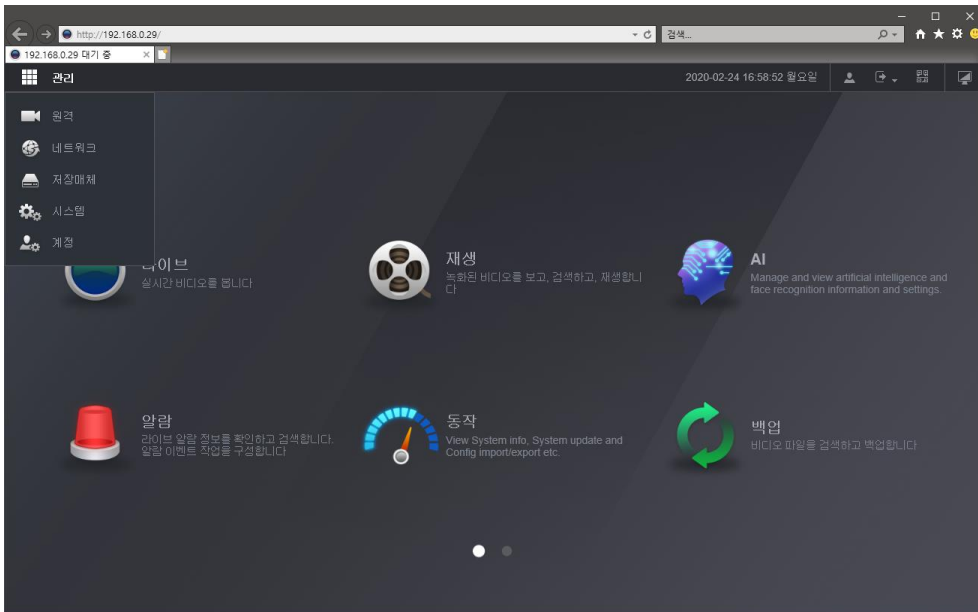 http://192.168.0.29/
검색...
192.168.0.29 대기 중
관리
2020-02-24 16:58:52 월요일
원격
네트워크
저장매체
시스템
계정
라이브
실시간 비디오를 봅니다
재생
녹화된 비디오를 보고, 검색하고, 재생합니
다
AI
Manage and view artificial intelligence and
face recognition information and settings.
알람
라이브 알람 정보를 확인하고 검색합니다.
알람 이벤트 작업을 구성합니다
동작
View System info, System update and
Config import/export etc.
백업
비디오 파일을 검색하고 백업합니다